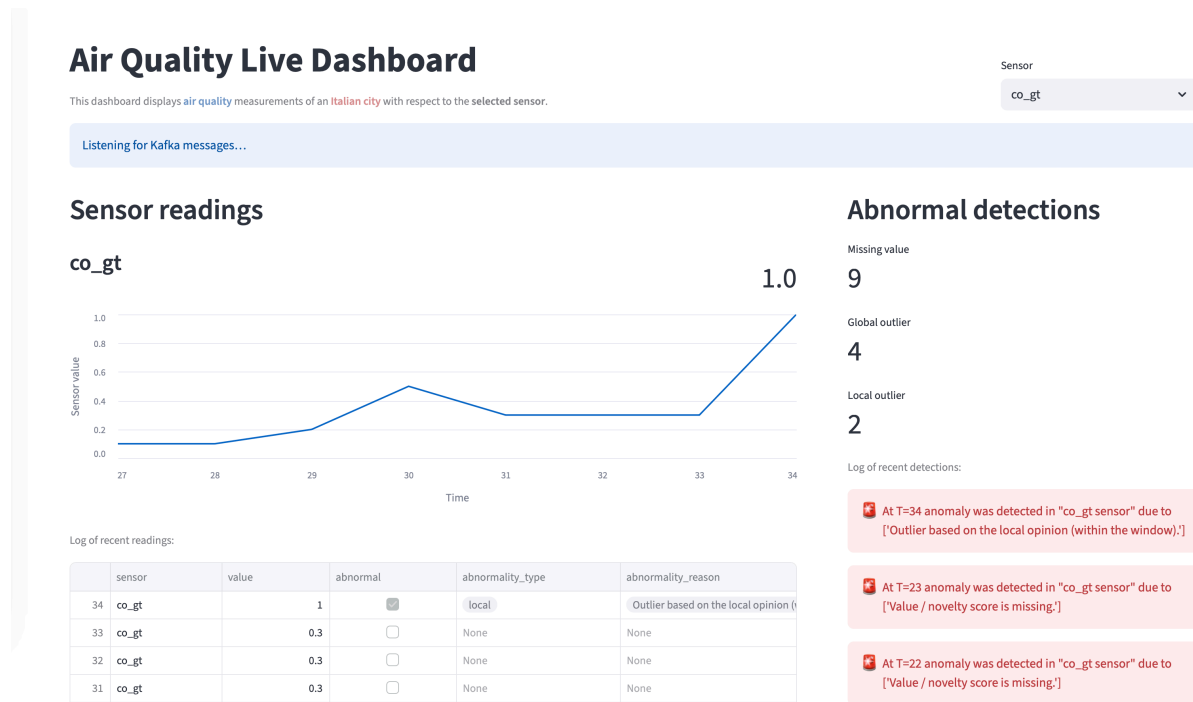 Air Quality Live Dashboard
This dashboard displays air quality measurements of an Italian city with respect to the selected sensor.
Sensor
co_gt
Listening for Kafka messages…
Sensor readings
co_gt
1.0
1.0
0.8
0.6
0.4
0.2
0.0
Sensor value
27 28 29 30 31 32 33 34
Time
Log of recent readings:
sensor value abnormal abnormality_type abnormality_reason
34 co_gt 1 local Outlier based on the local opinion (
33 co_gt 0.3 None None
32 co_gt 0.3 None None
31 co_gt 0.3 None None
Abnormal detections
Missing value
9
Global outlier
4
Local outlier
2
Log of recent detections:
At T=34 anomaly was detected in "co_gt sensor" due to
['Outlier based on the local opinion (within the window).']
At T=23 anomaly was detected in "co_gt sensor" due to
['Value / novelty score is missing.']
At T=22 anomaly was detected in "co_gt sensor" due to
['Value / novelty score is missing.']